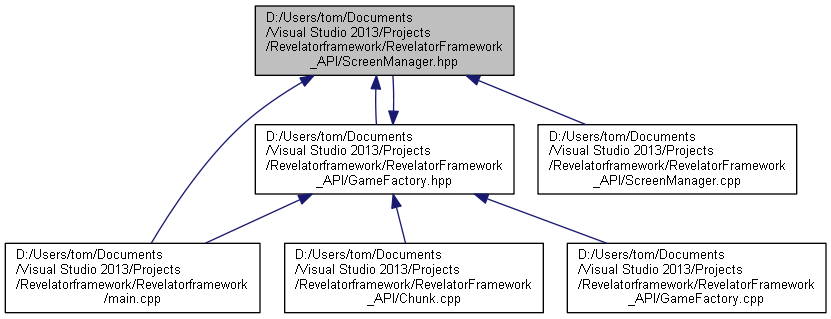 D:/Users/tom/Documents
/Visual Studio 2013/Projects
/Revelatorframework/RevelatorFramework
_API/ScreenManager.hpp
D:/Users/tom/Documents
/Visual Studio 2013/Projects
/Revelatorframework/RevelatorFramework
_API/GameFactory.hpp
D:/Users/tom/Documents
/Visual Studio 2013/Projects
/Revelatorframework/RevelatorFramework
_API/ScreenManager.cpp
D:/Users/tom/Documents
/Visual Studio 2013/Projects
/Revelatorframework/Revelatorframework
/main.cpp
D:/Users/tom/Documents
/Visual Studio 2013/Projects
/Revelatorframework/RevelatorFramework
_API/Chunk.cpp
D:/Users/tom/Documents
/Visual Studio 2013/Projects
/Revelatorframework/RevelatorFramework
_API/GameFactory.cpp